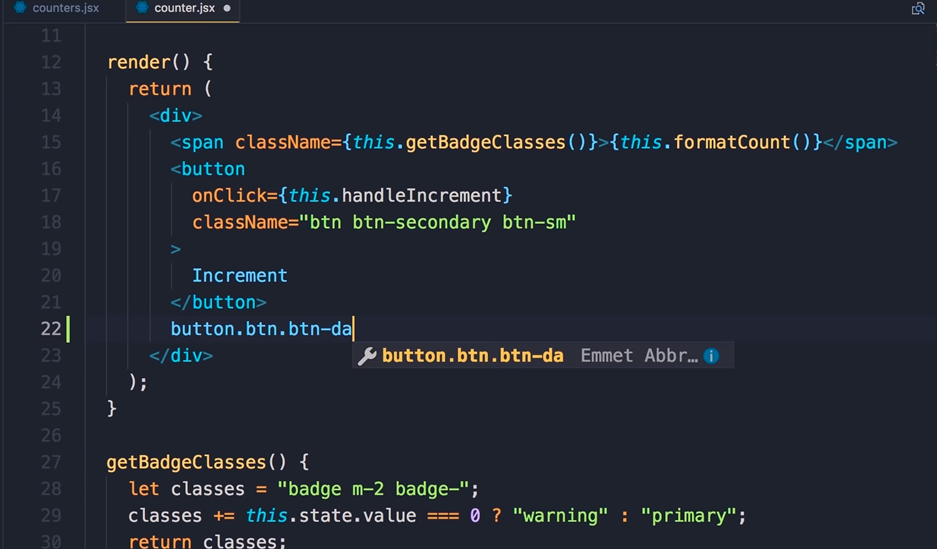 counters.jsx counter.jsx
11
12 render() {
13 return (
14 <div>
15 <span className={this.getBadgeClasses()}>{this.formatCount()}</span>
16 <button
17 onClick={this.handleIncrement}
18 className="btn btn-secondary btn-sm"
19 >
20 Increment
21 </button>
22 button.btn.btn-da
23 </div>
button.btn.btn-da Emmet Abbr…
24 );
25 }
26
27 getBadgeClasses() {
28 let classes = "badge m-2 badge-";
29 classes += this.state.value === 0 ? "warning" : "primary";
30 return classes;